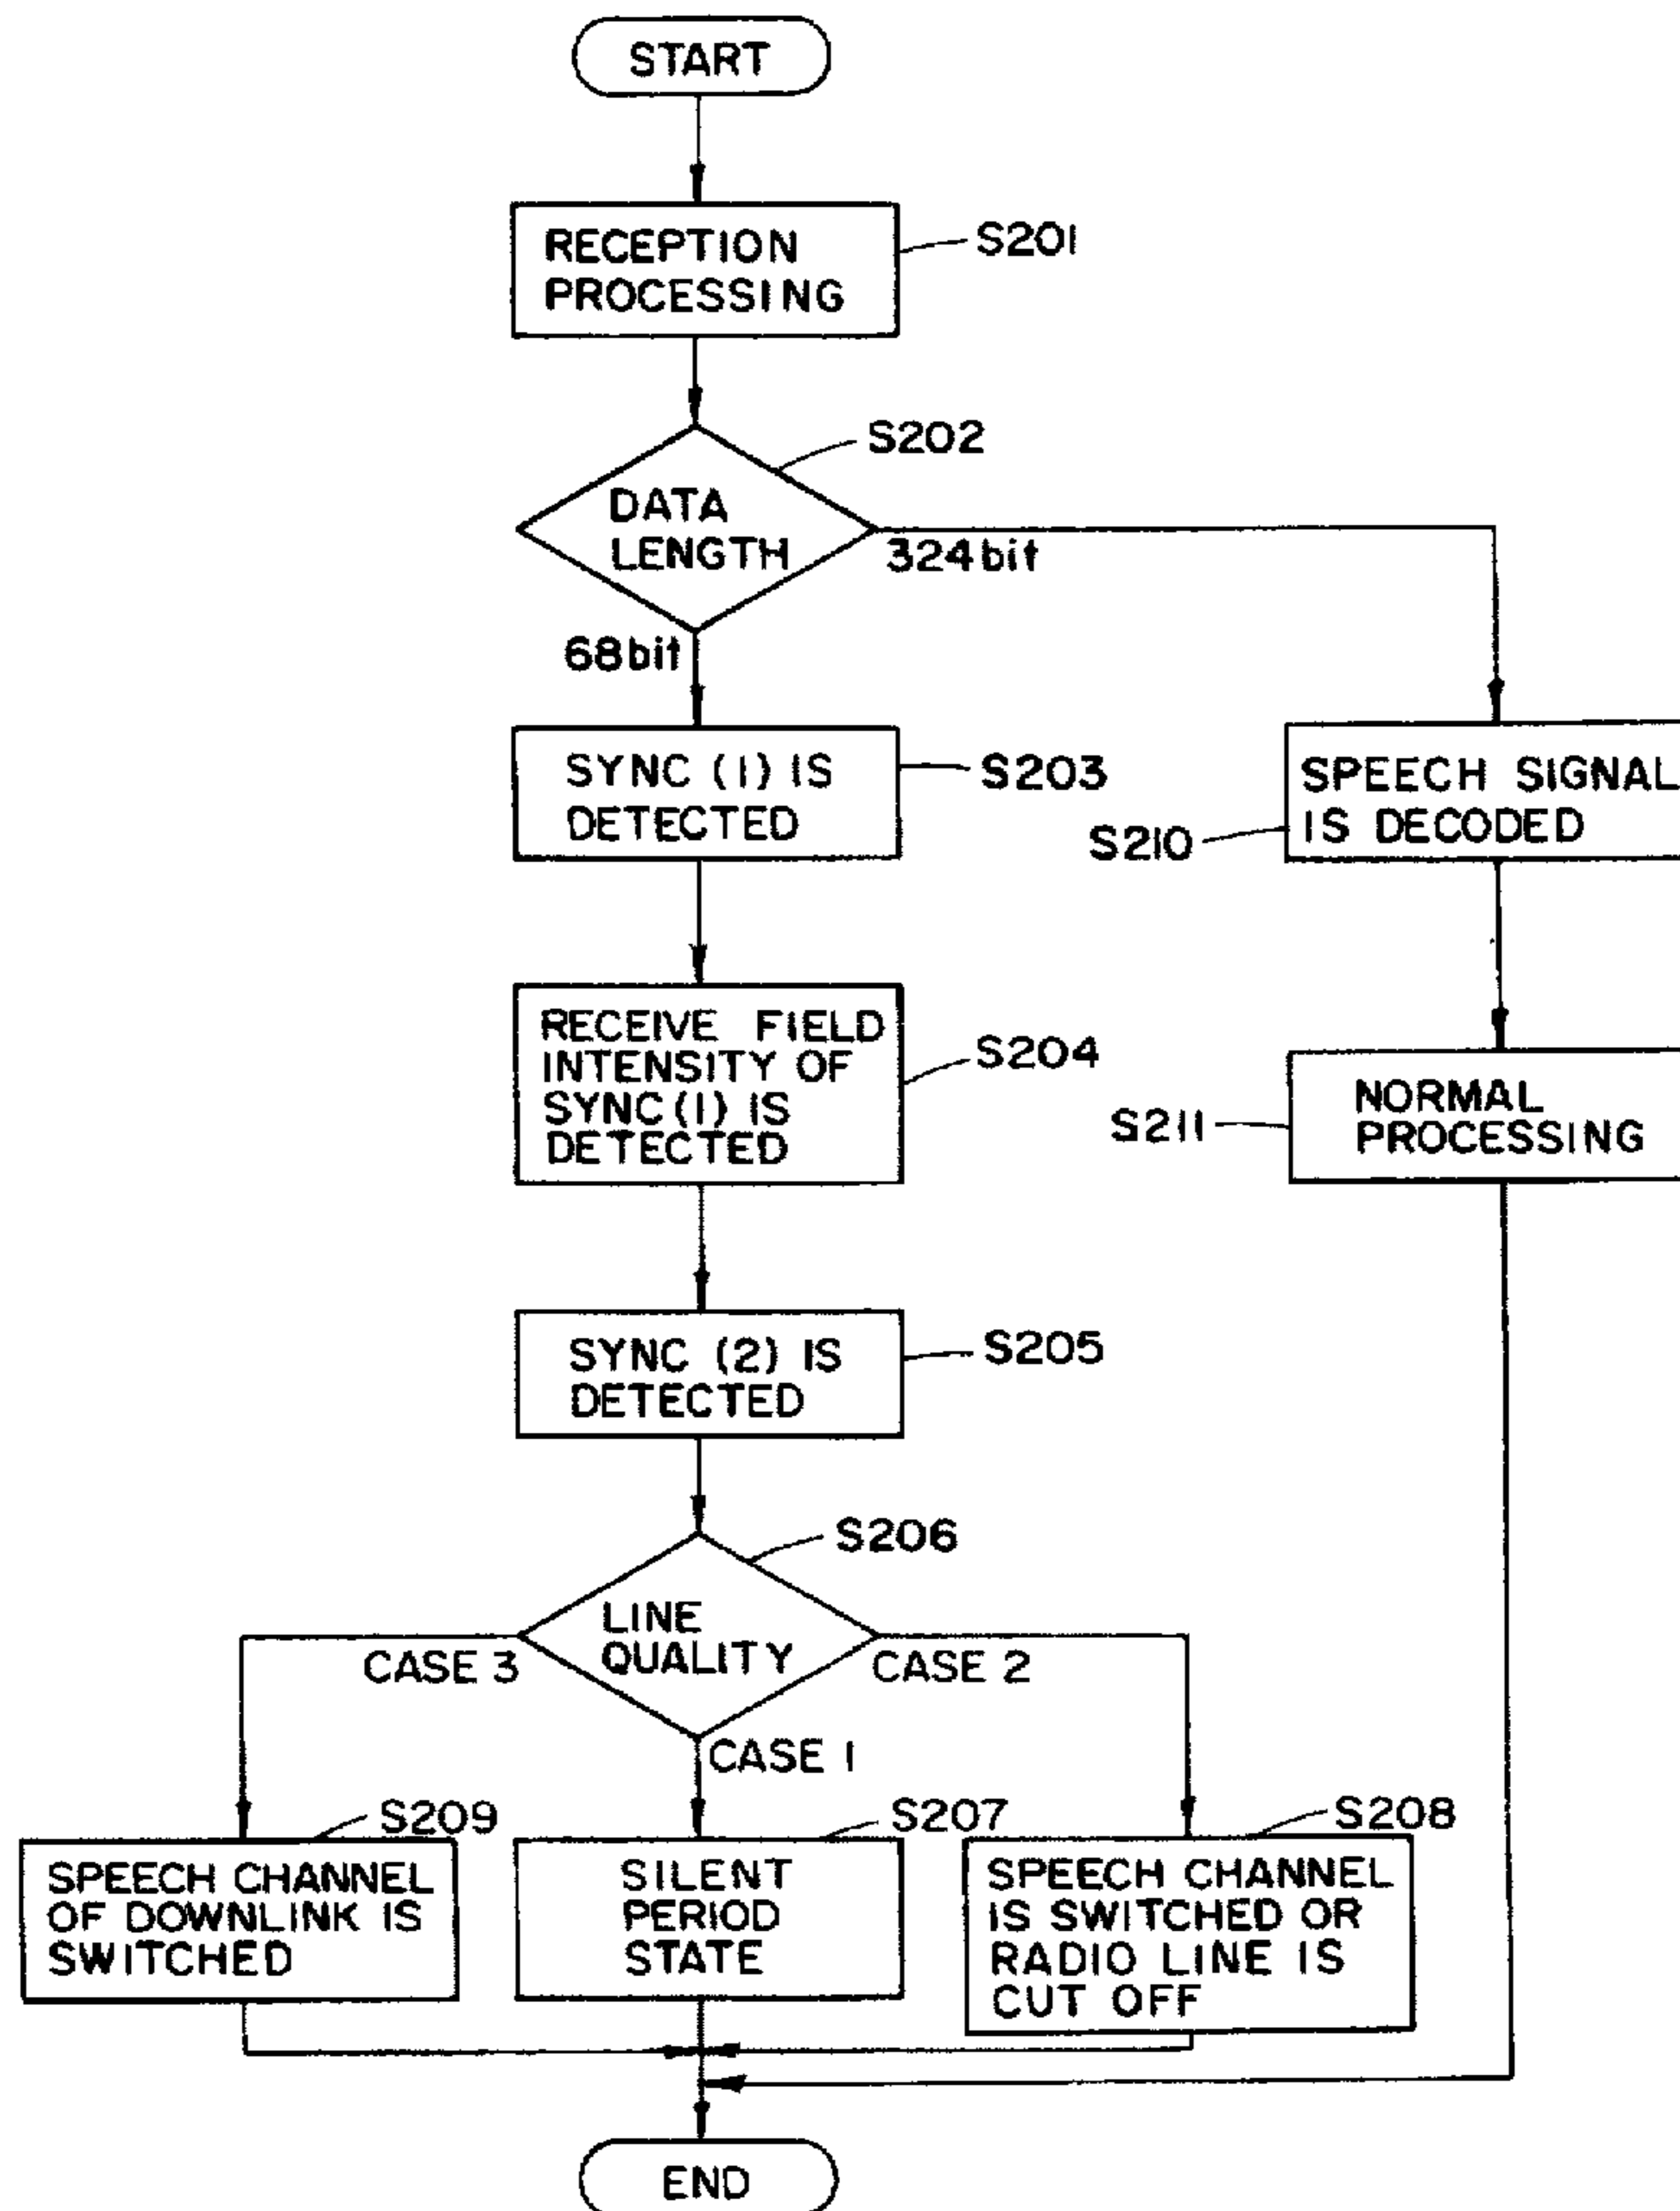 START
RECEPTION
PROCESSING
S201
S202
DATA
LENGTH
324bit
68bit
SYNC (1) IS
DETECTED
S203
SPEECH SIGNAL
IS DECODED
S210
RECEIVE FIELD
INTENSITY OF
SYNC(1) IS
DETECTED
S204
NORMAL
PROCESSING
S211
SYNC (2) IS
DETECTED
S205
S206
LINE
QUALITY
CASE 3
CASE 2
CASE 1
S209
SPEECH CHANNEL
OF DOWNLINK IS
SWITCHED
S207
SILENT
PERIOD
STATE
S208
SPEECH CHANNEL
IS SWITCHED OR
RADIO LINE IS
CUT OFF
END